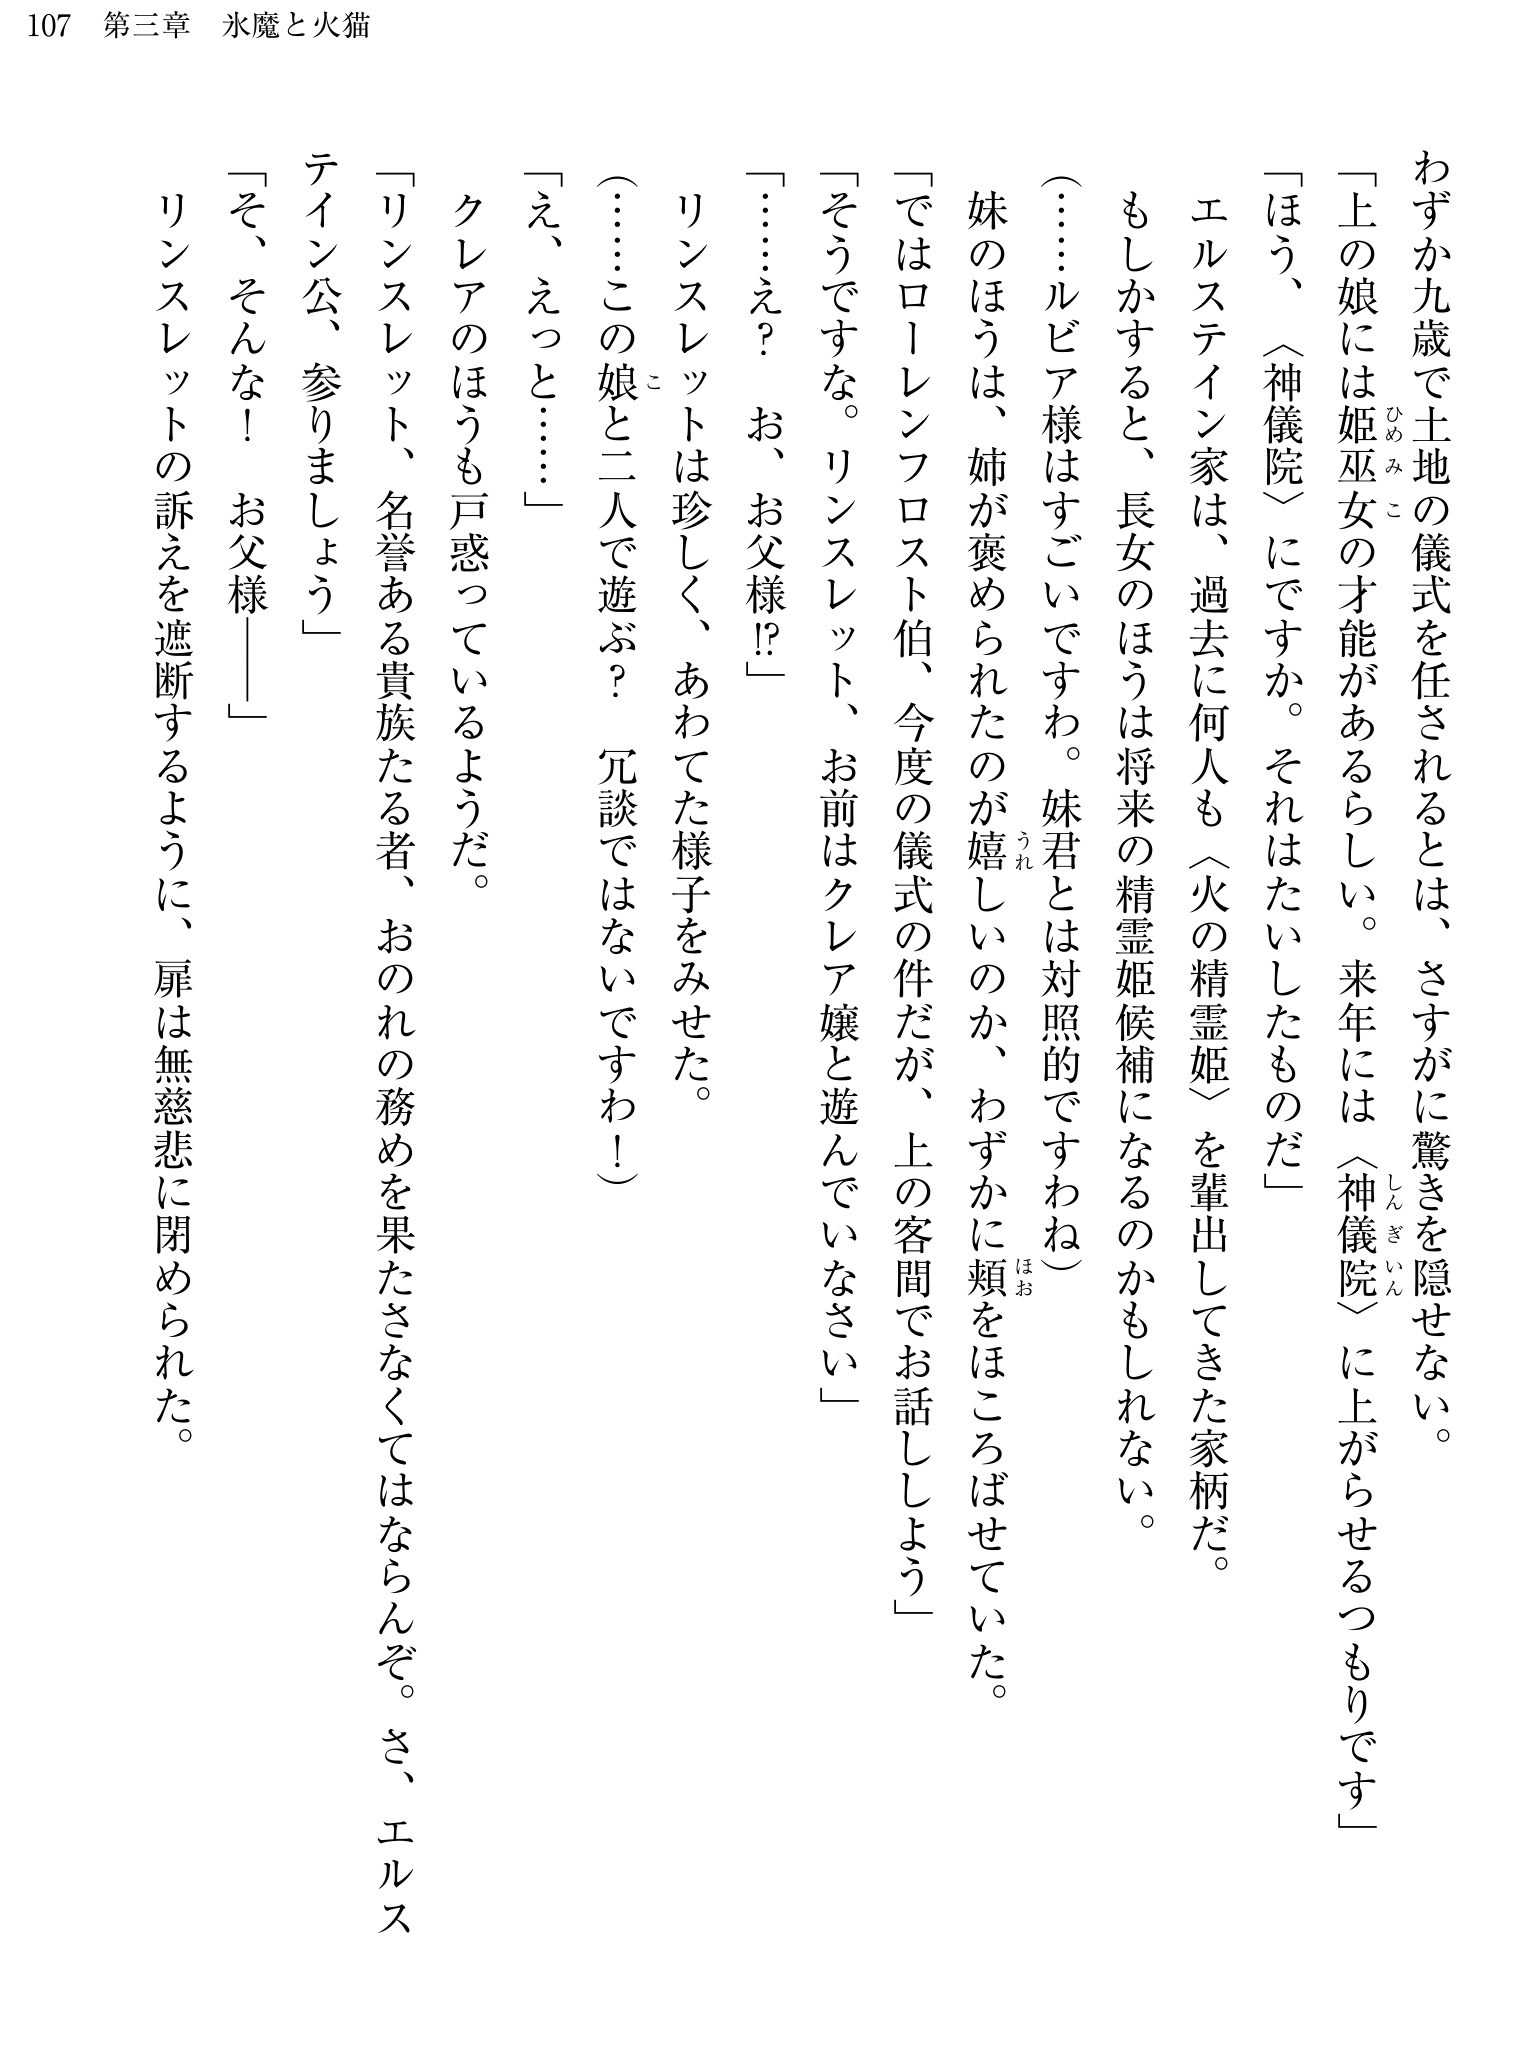 107　第三章　氷魔と火猫
わずか九歳で土地の儀式を任されるとは、さすがに驚きを隠せない。
「上の娘には姫巫女の才能があるらしい。来年には〈神儀院〉に上がらせるつもりです」
「ほう、〈神儀院〉にですか。それはたいしたものだ」
　エルステイン家は、過去に何人も〈火の精霊姫〉を輩出してきた家柄だ。
　もしかすると、長女のほうは将来の精霊姫候補になるのかもしれない。
（……ルビア様はすごいですわ。妹君とは対照的ですわね）
　妹のほうは、姉が褒められたのが嬉しいのか、わずかに頬をほころばせていた。
「ではローレンフロスト伯、今度の儀式の件だが、上の客間でお話ししよう」
「そうですな。リンスレット、お前はクレア嬢と遊んでいなさい」
「……え？　お、お父様⁉」
　リンスレットは珍しく、あわてた様子をみせた。
（……この娘と二人で遊ぶ？　冗談ではないですわ！）
「え、えっと……」
　クレアのほうも戸惑っているようだ。
「リンスレット、名誉ある貴族たる者、おのれの務めを果たさなくてはならんぞ。さ、エルス
テイン公、参りましょう」
「そ、そんな！　お父様――」
　リンスレットの訴えを遮断するように、扉は無慈悲に閉められた。